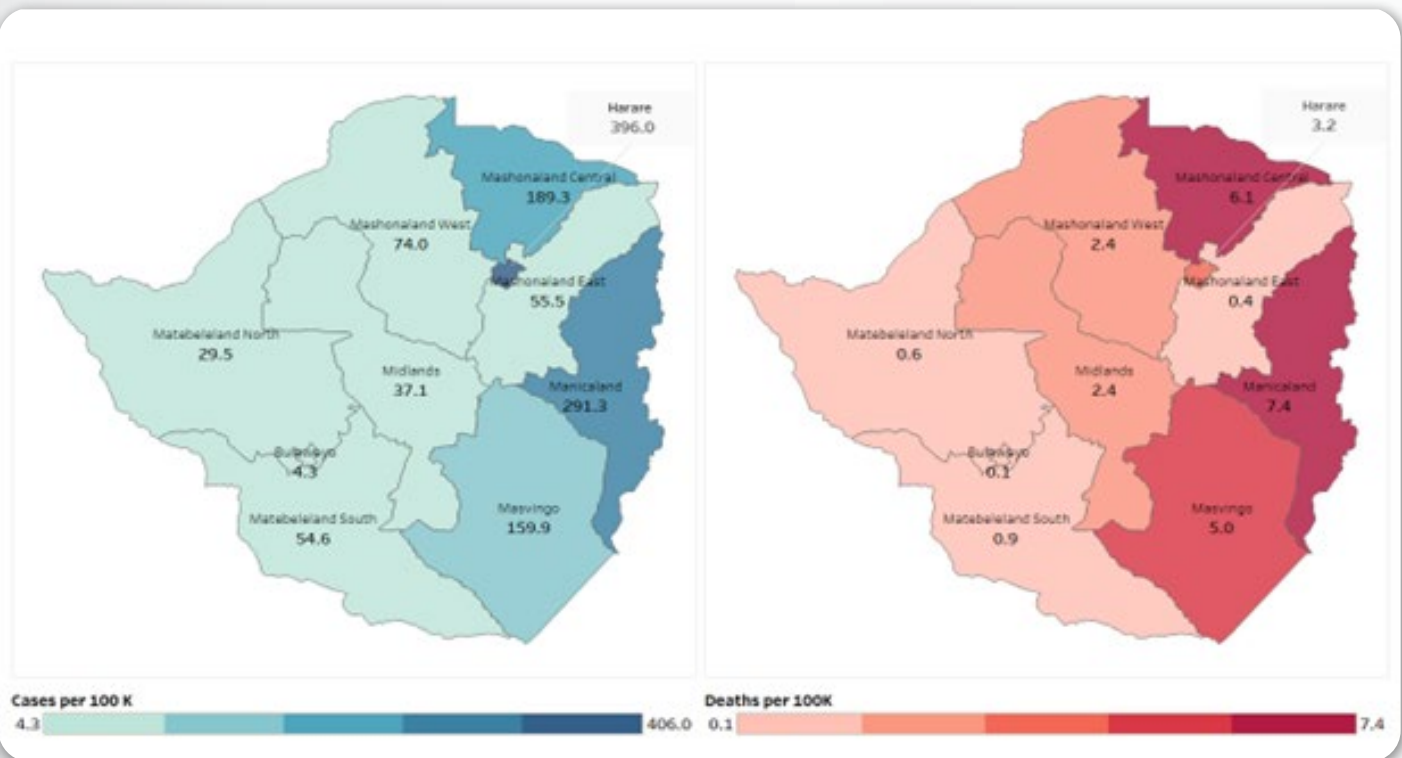 Harare
396.0
Mashonaland Central
189.3
Mashonaland West
74.0
Mashonaland East
55.5
Matebeleland North
29.5
Midlands
37.1
Manicaland
291.3
Bulawayo
4.3
Masvingo
159.9
Matebeleland South
54.6
Cases per 100 K
4.3 406.0
Harare
3.2
Mashonaland Central
6.1
Mashonaland West
2.4
Mashonaland East
0.4
Matebeleland North
0.6
Midlands
2.4
Manicaland
7.4
Bulawayo
0.1
Masvingo
5.0
Matebeleland South
0.9
Deaths per 100K
0.1 7.4